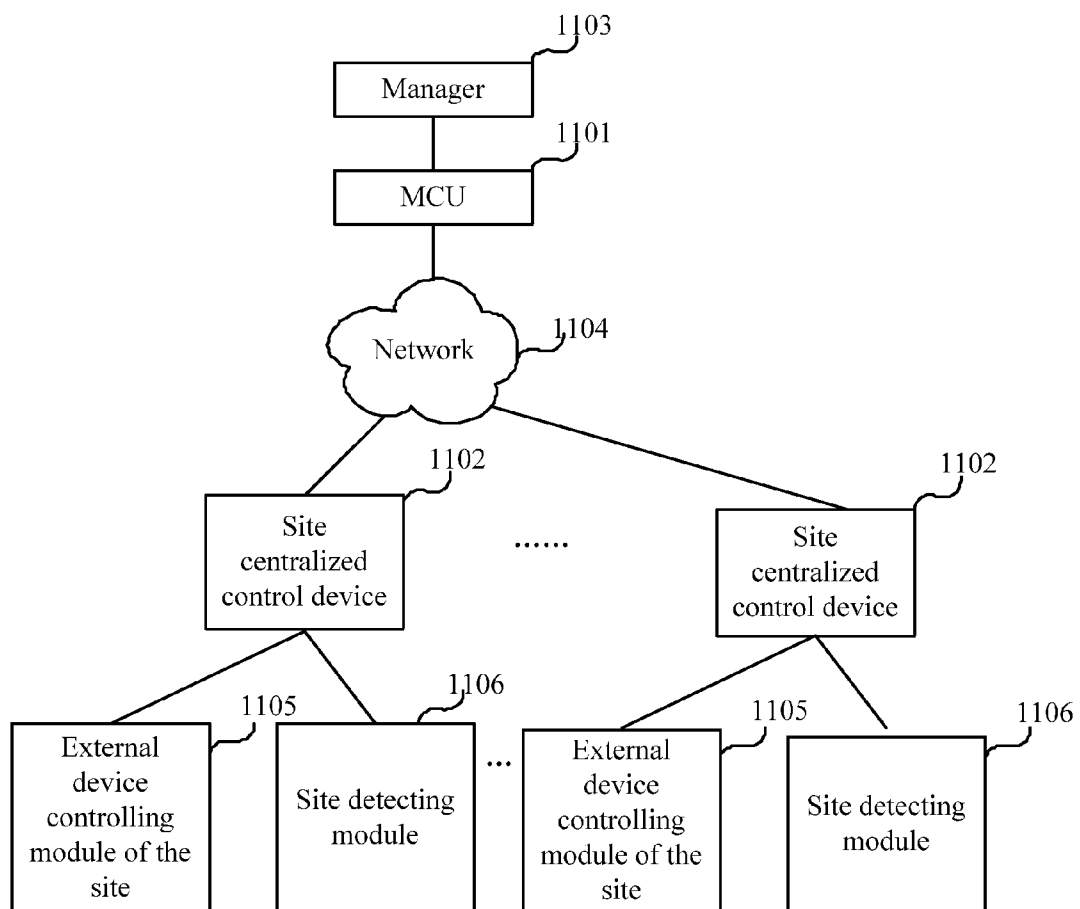 1103
Manager
1101
MCU
1104
Network
1102
1102
Site
centralized
control device
......
Site
centralized
control device
1105
1106
1105
1106
External
device
controlling
module of the
site
Site detecting
module
...
External
device
controlling
module of the
site
Site detecting
module